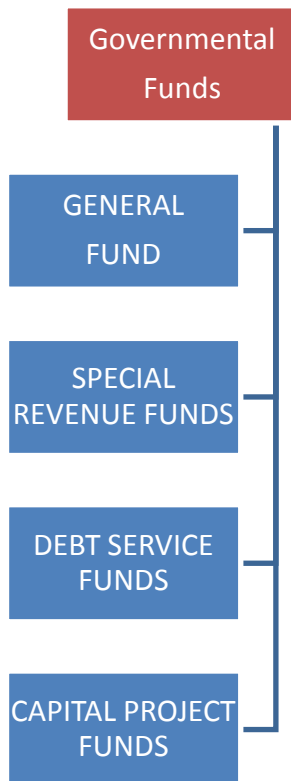 Governmental
Funds
GENERAL
FUND
SPECIAL
REVENUE FUNDS
DEBT SERVICE
FUNDS
CAPITAL PROJECT
FUNDS